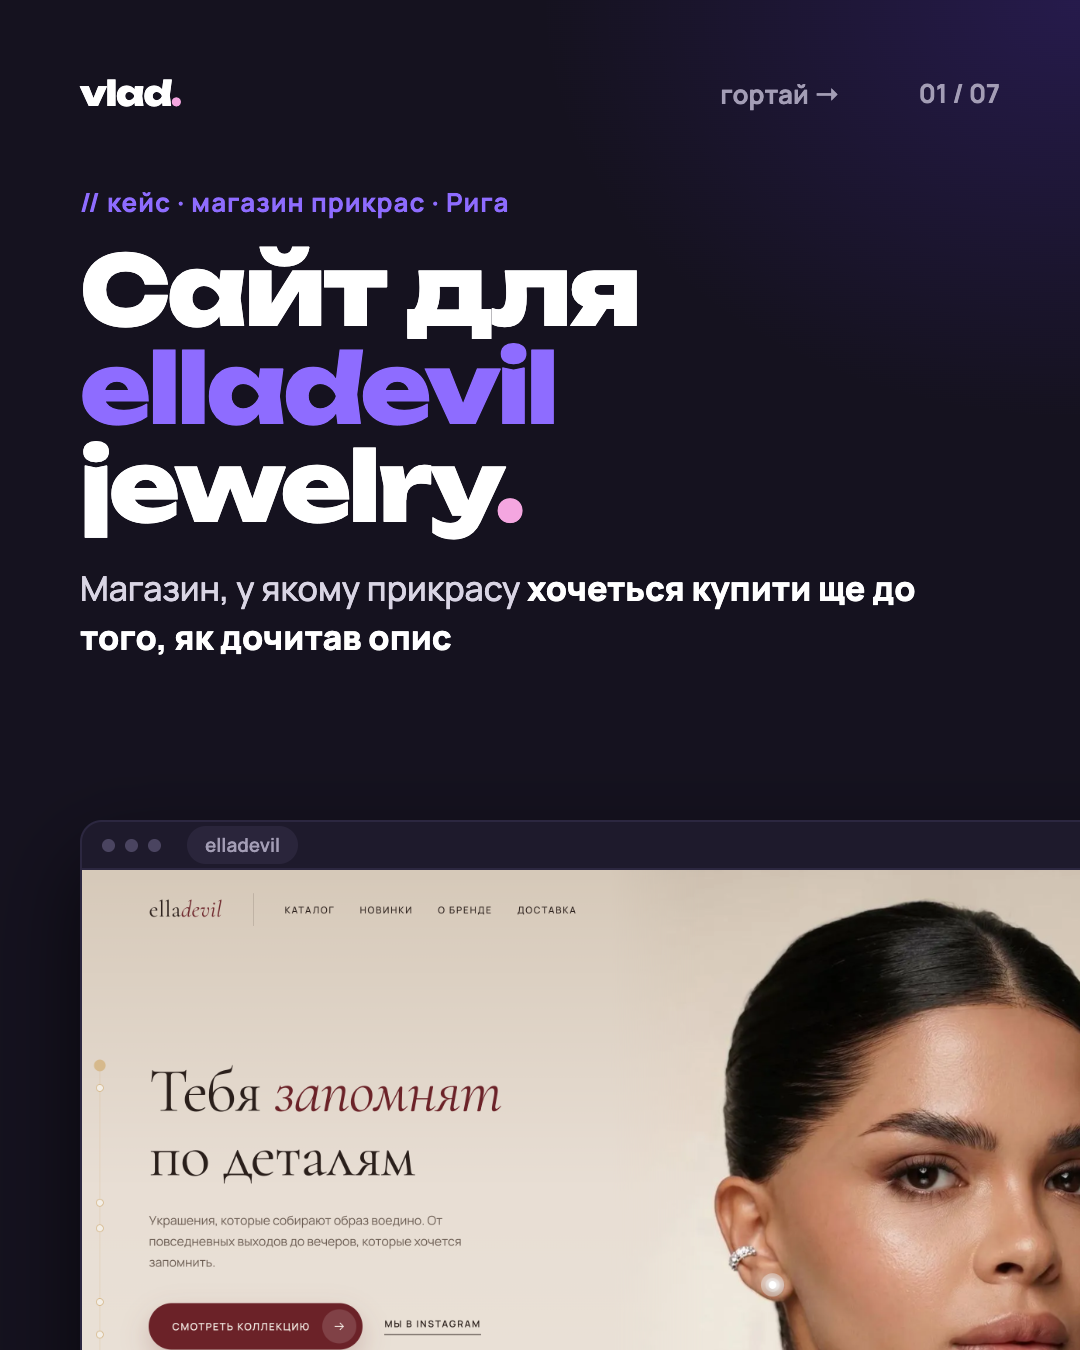 vlad.
гортай →
01 / 07
// кейс · магазин прикрас · Рига
Сайт для
elladevil
jewelry.
Магазин, у якому прикрасу хочеться купити ще до
того, як дочитав опис
elladevil
elladevil
КАТАЛОГ НОВИНКИ О БРЕНДЕ ДОСТАВКА
Тебя запомнят
по деталям
Украшения, которые собирают образ воедино. От
повседневных выходов до вечеров, которые хочется
запомнить.
СМОТРЕТЬ КОЛЛЕКЦИЮ →
МЫ В INSTAGRAM